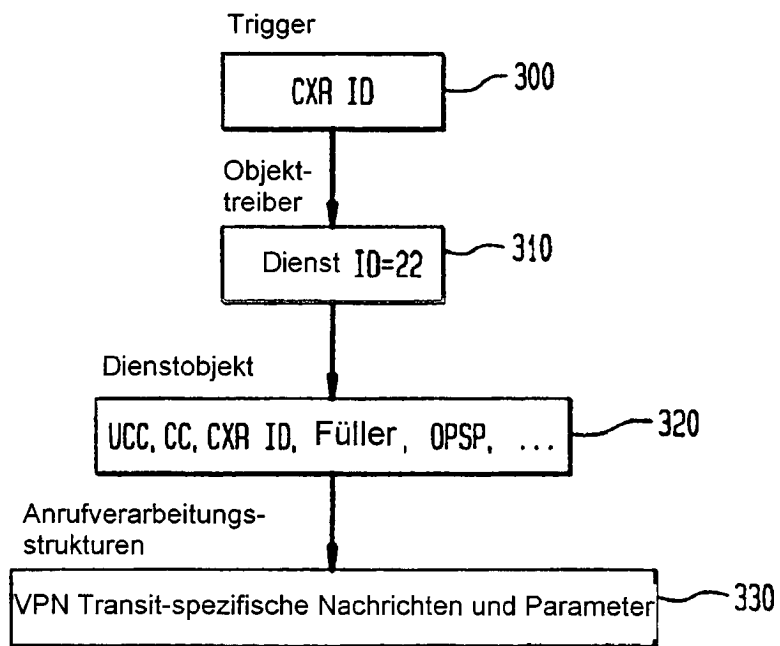 Trigger
CXR ID
300
Objekt-
treiber
Dienst ID=22
310
Dienstobjekt
UCC, CC, CXR ID, Füller, OPSP, ...
320
Anrufverarbeitungs-
strukturen
VPN Transit-spezifische Nachrichten und Parameter
330